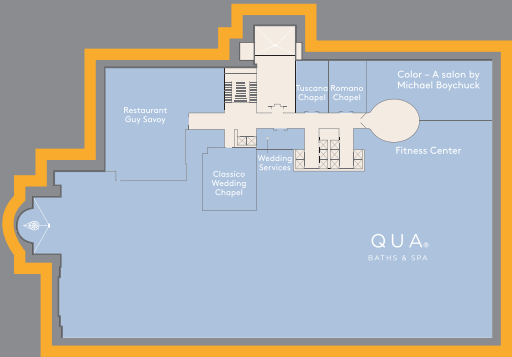 Color – A salon by
Michael Boychuck
Tuscana
Chapel
Romano
Chapel
Restaurant
Guy Savoy
Fitness Center
Wedding
Services
Classico
Wedding
Chapel
QUA®
BATHS & SPA